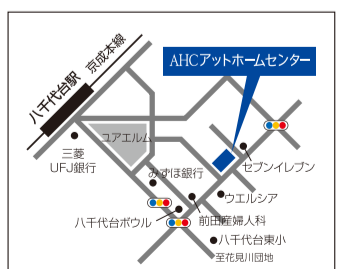 京成本線
八千代台駅
AHCアットホームセンター
ユアエルム
三菱
UFJ銀行
みずほ銀行
セブンイレブン
ウエルシア
八千代台ボウル
前田産婦人科
八千代台東小
至花見川団地